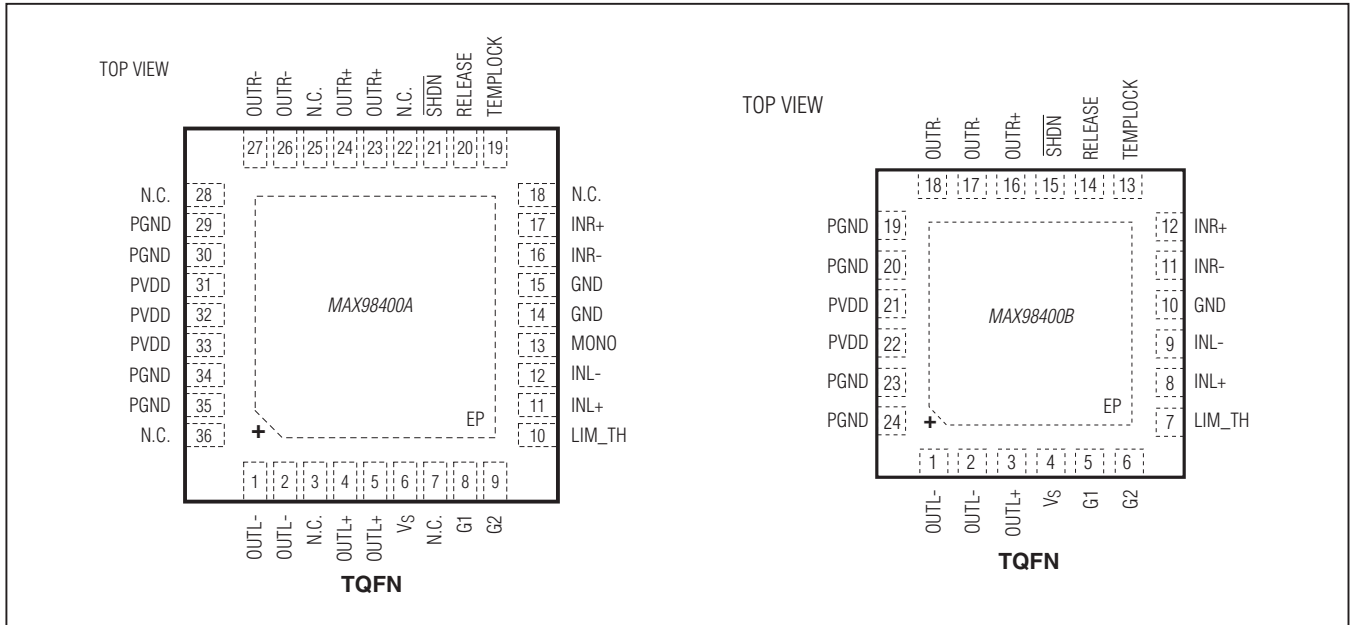 TOP VIEW
OUTR-
OUTR-
N.C.
OUTR+
OUTR+
N.C.
SHDN
RELEASE
TEMPLOCK
27 26 25 24 23 22 21 20 19
N.C. 28
PGND 29
PGND 30
PVDD 31
PVDD 32
PVDD 33
PGND 34
PGND 35
N.C. 36
MAX98400A
EP
+
18 N.C.
17 INR+
16 INR-
15 GND
14 GND
13 MONO
12 INL-
11 INL+
10 LIM_TH
1 2 3 4 5 6 7 8 9
OUTL-
OUTL-
N.C.
OUTL+
OUTL+
VS
N.C.
G1
G2
TQFN
TOP VIEW
OUTR-
OUTR-
OUTR+
SHDN
RELEASE
TEMPLOCK
18 17 16 15 14 13
PGND 19
PGND 20
PVDD 21
PVDD 22
PGND 23
PGND 24
MAX98400B
EP
+
12 INR+
11 INR-
10 GND
9 INL-
8 INL+
7 LIM_TH
1 2 3 4 5 6
OUTL-
OUTL-
OUTL+
VS
G1
G2
TQFN